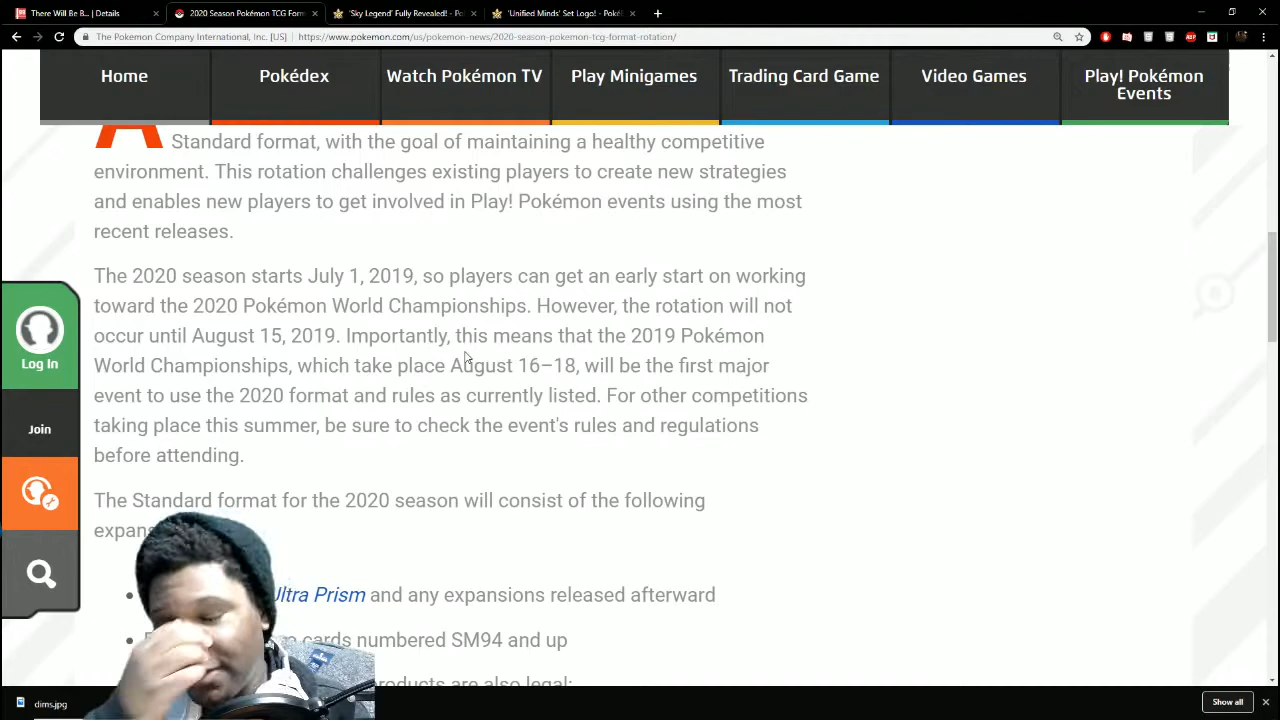 There Will Be B... | Details
2020 Season Pokémon TCG Form
'Sky Legend' Fully Revealed! - Po
'Unified Minds' Set Logo! - Poké
The Pokemon Company International, Inc. [US] | https://www.pokemon.com/us/pokemon-news/2020-season-pokemon-tcg-format-rotation/
Home
Pokédex
Watch Pokémon TV
Play Minigames
Trading Card Game
Video Games
Play! Pokémon
Events
A
Standard format, with the goal of maintaining a healthy competitive
environment. This rotation challenges existing players to create new strategies
and enables new players to get involved in Play! Pokémon events using the most
recent releases.
The 2020 season starts July 1, 2019, so players can get an early start on working
toward the 2020 Pokémon World Championships. However, the rotation will not
occur until August 15, 2019. Importantly, this means that the 2019 Pokémon
World Championships, which take place August 16–18, will be the first major
event to use the 2020 format and rules as currently listed. For other competitions
taking place this summer, be sure to check the event's rules and regulations
before attending.
The Standard format for the 2020 season will consist of the following
expans
Ultra Prism and any expansions released afterward
cards numbered SM94 and up
products are also legal:
Log In
Join
dims.jpg
Show all